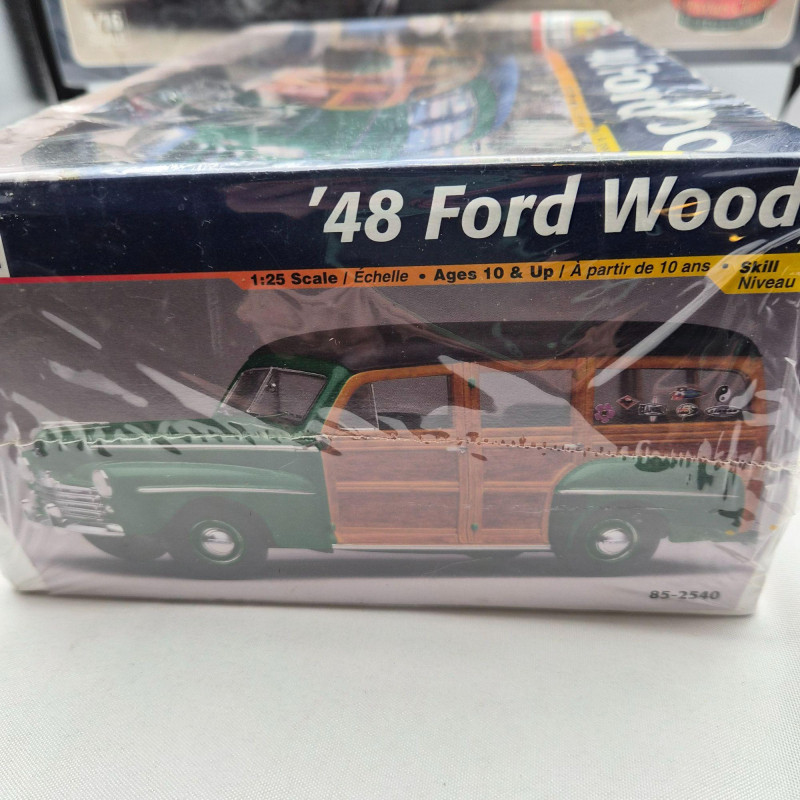 '48 Ford Wood
1:25 Scale / Échelle • Ages 10 & Up / À partir de 10 ans • Skill
Niveau
85-2540